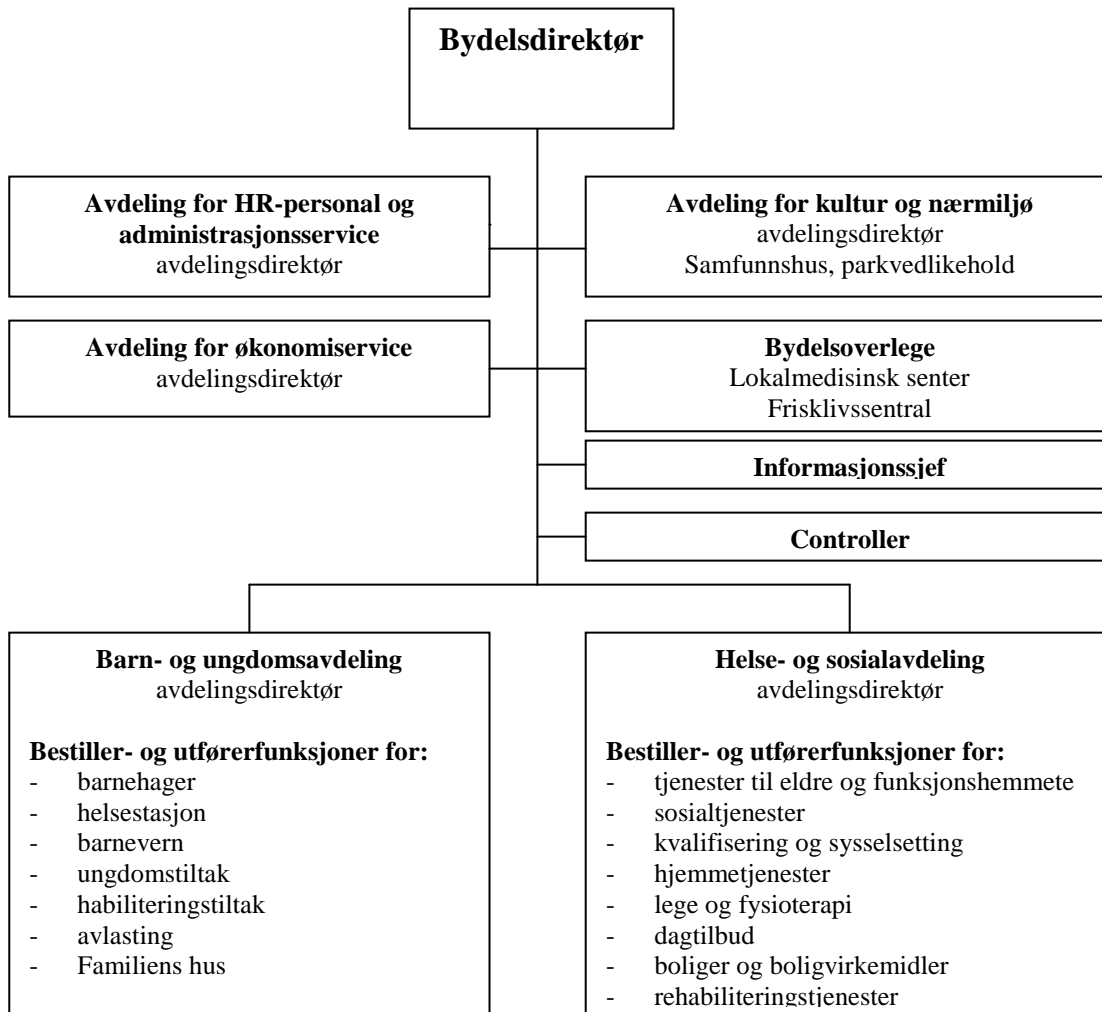 Bydelsdirektør
Avdeling for HR-personal og
administrasjonsservice
avdelingsdirektør
Avdeling for kultur og nærmiljø
avdelingsdirektør
Samfunnshus, parkvedlikehold
Avdeling for økonomiservice
avdelingsdirektør
Bydelsoverlege
Lokalmedisinsk senter
Frisklivssentral
Informasjonssjef
Controller
Barn- og ungdomsavdeling
avdelingsdirektør
Bestiller- og utførerfunksjoner for:
- barnehager
- helsestasjon
- barnevern
- ungdomstiltak
- habiliteringstiltak
- avlasting
- Familiens hus
Helse- og sosialavdeling
avdelingsdirektør
Bestiller- og utførerfunksjoner for:
- tjenester til eldre og funksjonshemmete
- sosialtjenester
- kvalifisering og sysselsetting
- hjemmetjenester
- lege og fysioterapi
- dagtilbud
- boliger og boligvirkemidler
- rehabiliteringstjenester